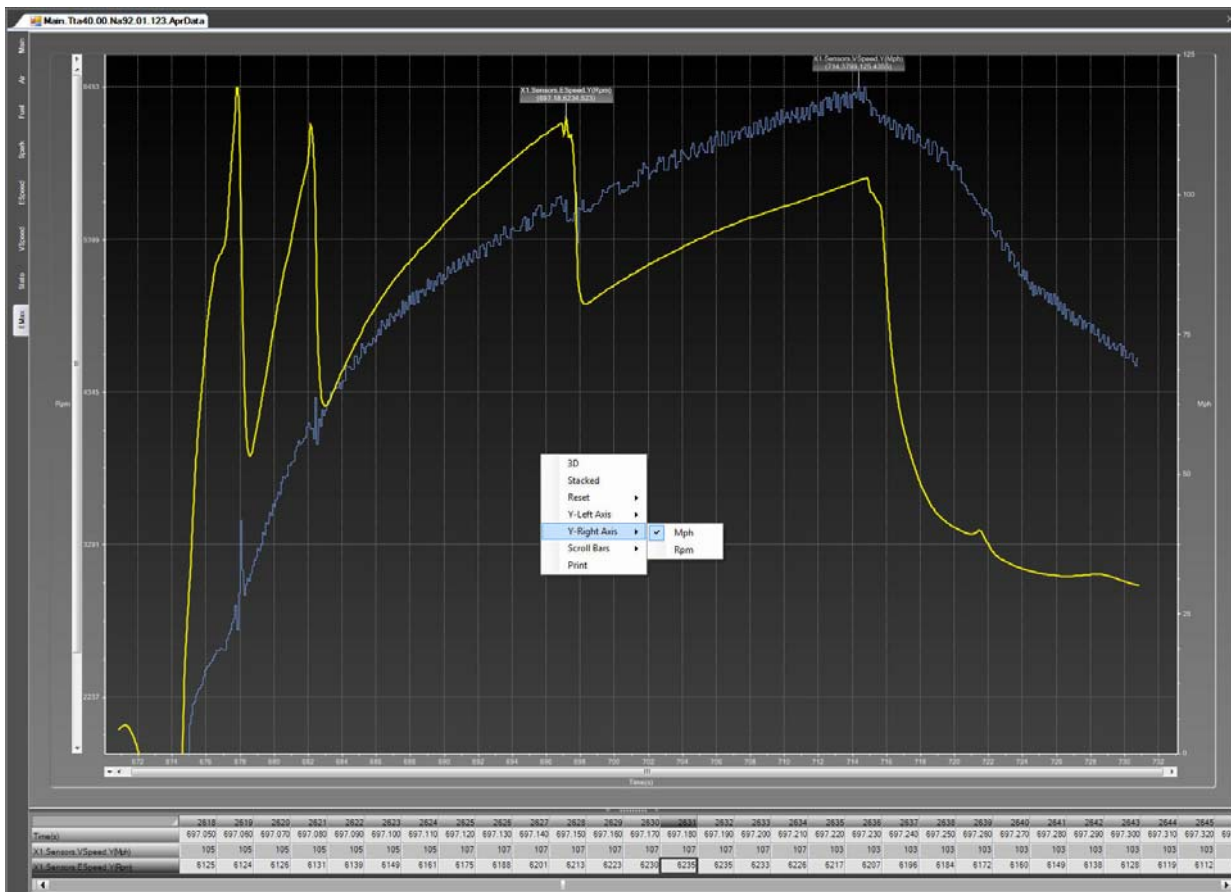 Main.Tta40.00.Na92.01.123.AprData
Main
Air
Fuel
Spark
ESpeed
VSpeed
State
EMax
X1.Sensors.VSpeed.Y(Mph)
X1.Sensors.ESpeed.Y(Rpm)
125
100
75
50
25
0
Mph
5399
4345
3291
2237
Rpm
3D
Stacked
Reset
Y-Left Axis
Y-Right Axis
Mph
Scroll Bars
Rpm
Print
672 674 676 678 680 682 684 686 688 690 692 694 696 698 700 702 704 706 708 710 712 714 716 718 720 722 724 726 728 730 732
Time(s)
2618 2619 2620 2621 2622 2623 2624 2625 2626 2627 2628 2629 2630 2631 2632 2633 2634 2635 2636 2637 2638 2639 2640 2641 2642 2643 2644 2645
Time(s) 697.050 697.060 697.070 697.080 697.090 697.100 697.110 697.120 697.130 697.140 697.150 697.160 697.170 697.180 697.190 697.200 697.210 697.220 697.230 697.240 697.250 697.260 697.270 697.280 697.290 697.300 697.310 697.320
X1.Sensors.VSpeed.Y(Mph) 105 105 105 105 105 105 105 107 107 107 107 107 107 107 107 107 107 103 103 103 103 103 103 103 103 103 103 103
X1.Sensors.ESpeed.Y(Rpm) 6125 6124 6126 6131 6139 6149 6161 6175 6188 6201 6213 6223 6230 6235 6235 6233 6226 6217 6207 6196 6184 6172 6160 6149 6138 6128 6119 6112